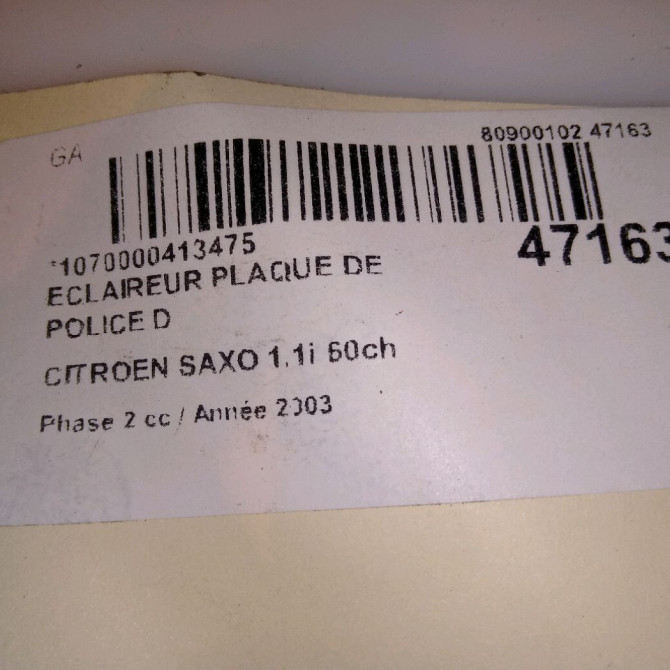 GA
80900102 47163
*1070000413475
47163
ECLAIREUR PLAQUE DE
POLICE D
CITROEN SAXO 1.1i 60ch
Phase 2 cc / Année 2003